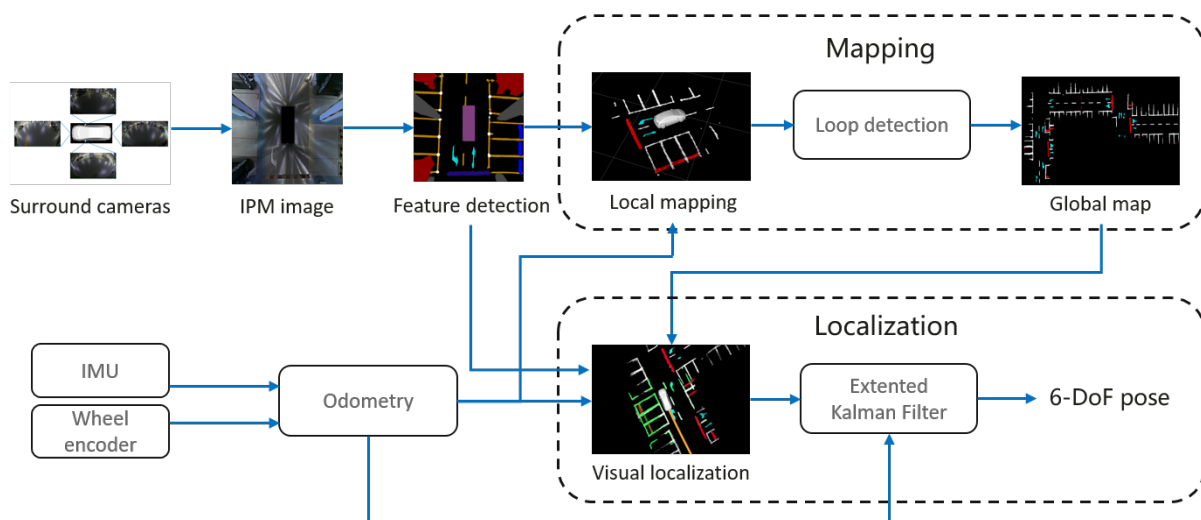 Mapping
Loop detection
Surround cameras
IPM image
Feature detection
Local mapping
Global map
Localization
IMU
Wheel
encoder
Odometry
Extented
Kalman Filter
6-DoF pose
Visual localization